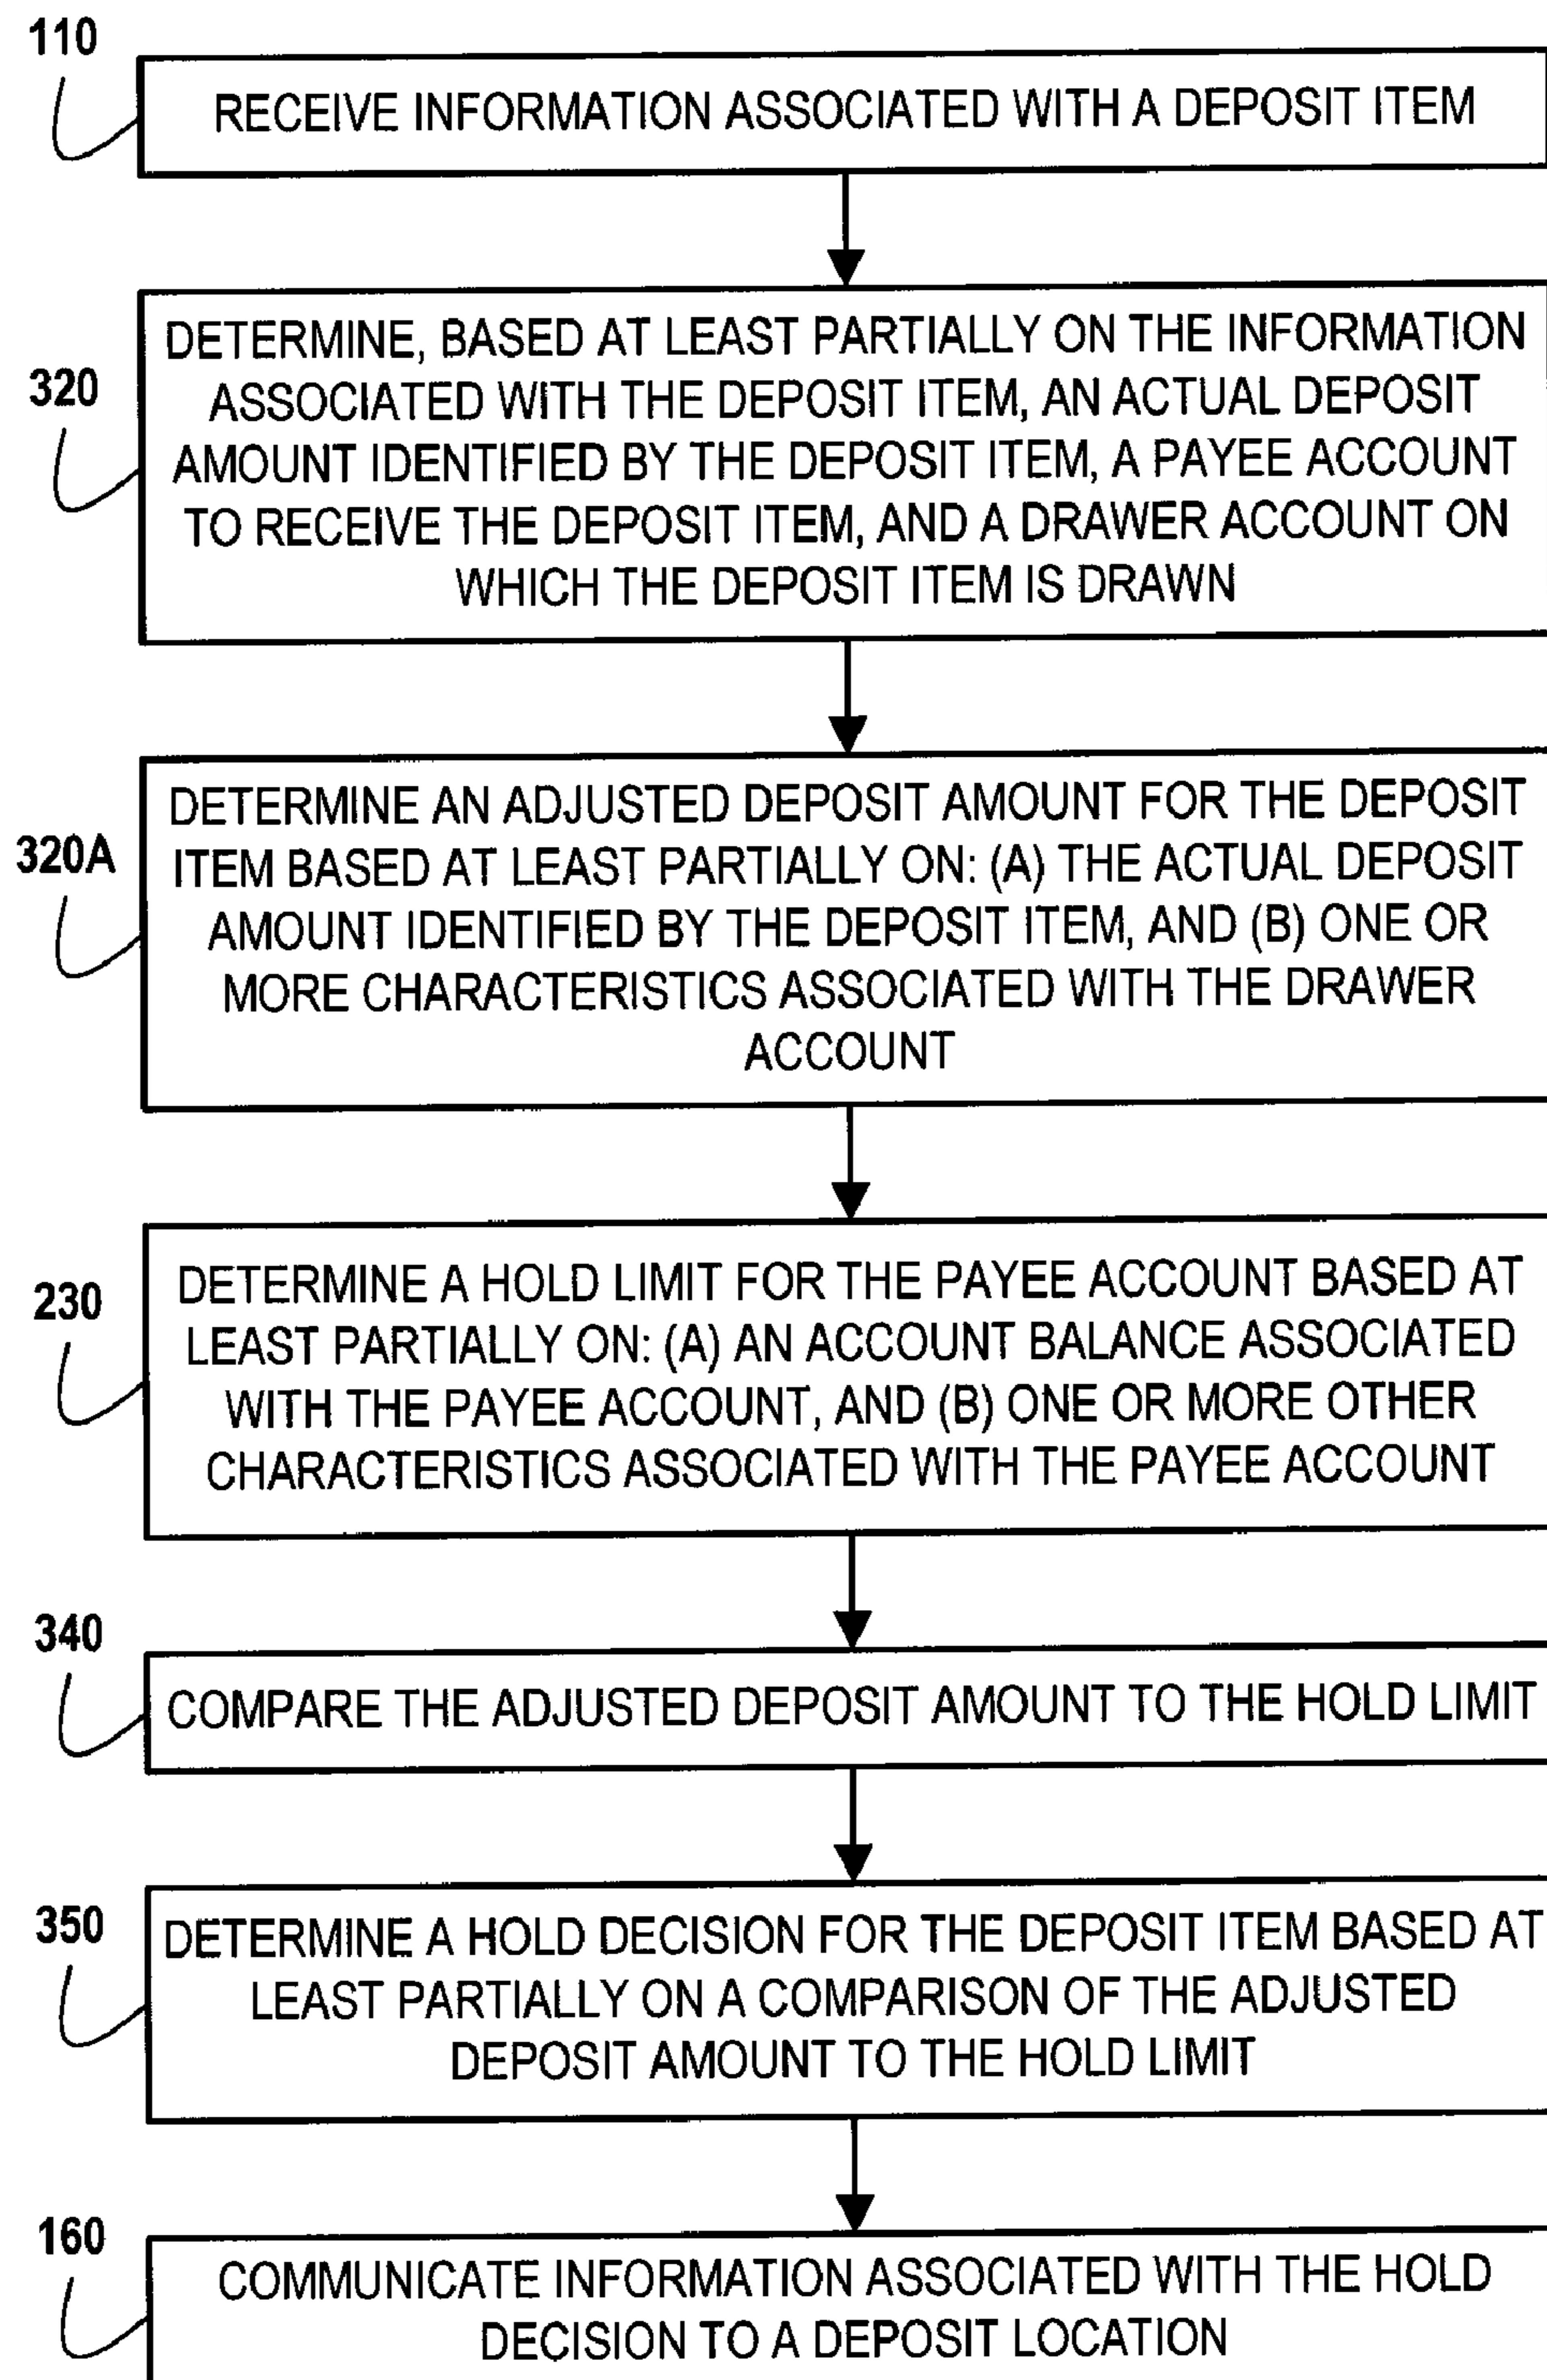 110
RECEIVE INFORMATION ASSOCIATED WITH A DEPOSIT ITEM
320
DETERMINE, BASED AT LEAST PARTIALLY ON THE INFORMATION
ASSOCIATED WITH THE DEPOSIT ITEM, AN ACTUAL DEPOSIT
AMOUNT IDENTIFIED BY THE DEPOSIT ITEM, A PAYEE ACCOUNT
TO RECEIVE THE DEPOSIT ITEM, AND A DRAWER ACCOUNT ON
WHICH THE DEPOSIT ITEM IS DRAWN
320A
DETERMINE AN ADJUSTED DEPOSIT AMOUNT FOR THE DEPOSIT
ITEM BASED AT LEAST PARTIALLY ON: (A) THE ACTUAL DEPOSIT
AMOUNT IDENTIFIED BY THE DEPOSIT ITEM, AND (B) ONE OR
MORE CHARACTERISTICS ASSOCIATED WITH THE DRAWER
ACCOUNT
230
DETERMINE A HOLD LIMIT FOR THE PAYEE ACCOUNT BASED AT
LEAST PARTIALLY ON: (A) AN ACCOUNT BALANCE ASSOCIATED
WITH THE PAYEE ACCOUNT, AND (B) ONE OR MORE OTHER
CHARACTERISTICS ASSOCIATED WITH THE PAYEE ACCOUNT
340
COMPARE THE ADJUSTED DEPOSIT AMOUNT TO THE HOLD LIMIT
350
DETERMINE A HOLD DECISION FOR THE DEPOSIT ITEM BASED AT
LEAST PARTIALLY ON A COMPARISON OF THE ADJUSTED
DEPOSIT AMOUNT TO THE HOLD LIMIT
160
COMMUNICATE INFORMATION ASSOCIATED WITH THE HOLD
DECISION TO A DEPOSIT LOCATION